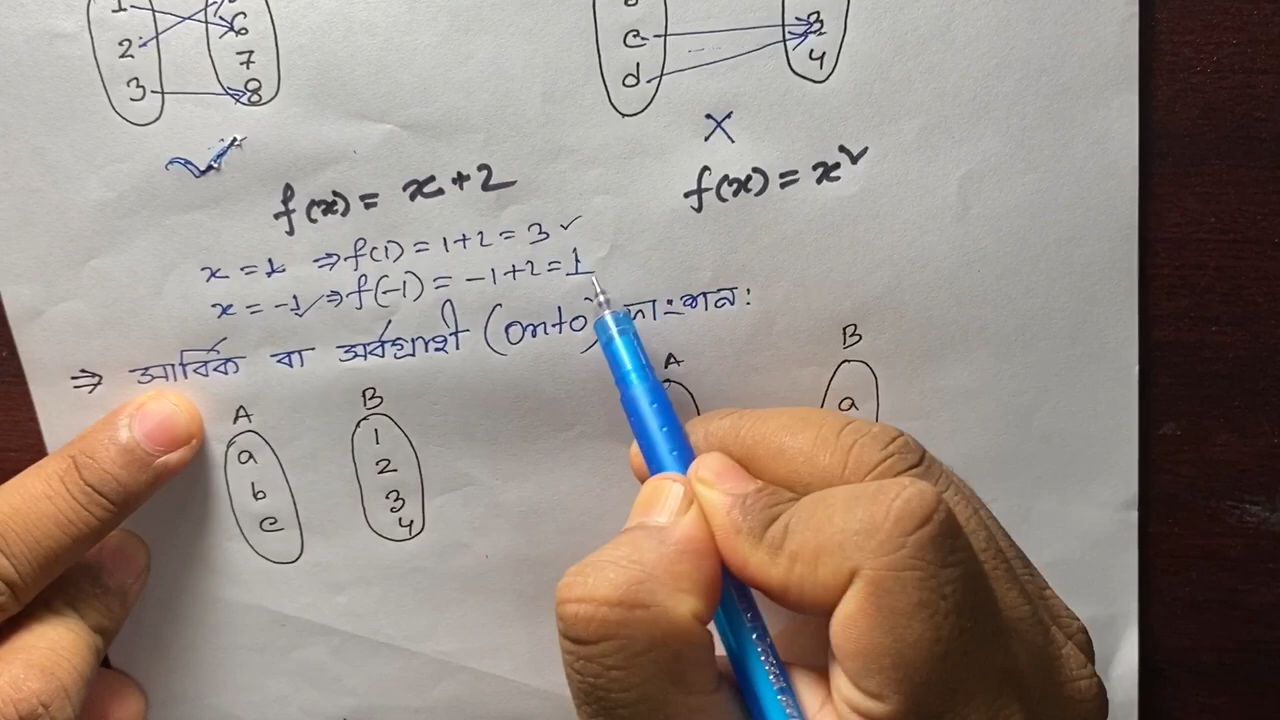 1 6
2 7
3 8
c 3
d 4
✓
×
f(x) = x+2
f(x) = x²
x = 1 ⇒ f(1) = 1+2 = 3 ✓
x = -1 ⇒ f(-1) = -1+2 = 1
⇒ সার্বিক বা সর্বগ্রাহী (onto)
A B
a 1
b 2
c 3
4
A B
a